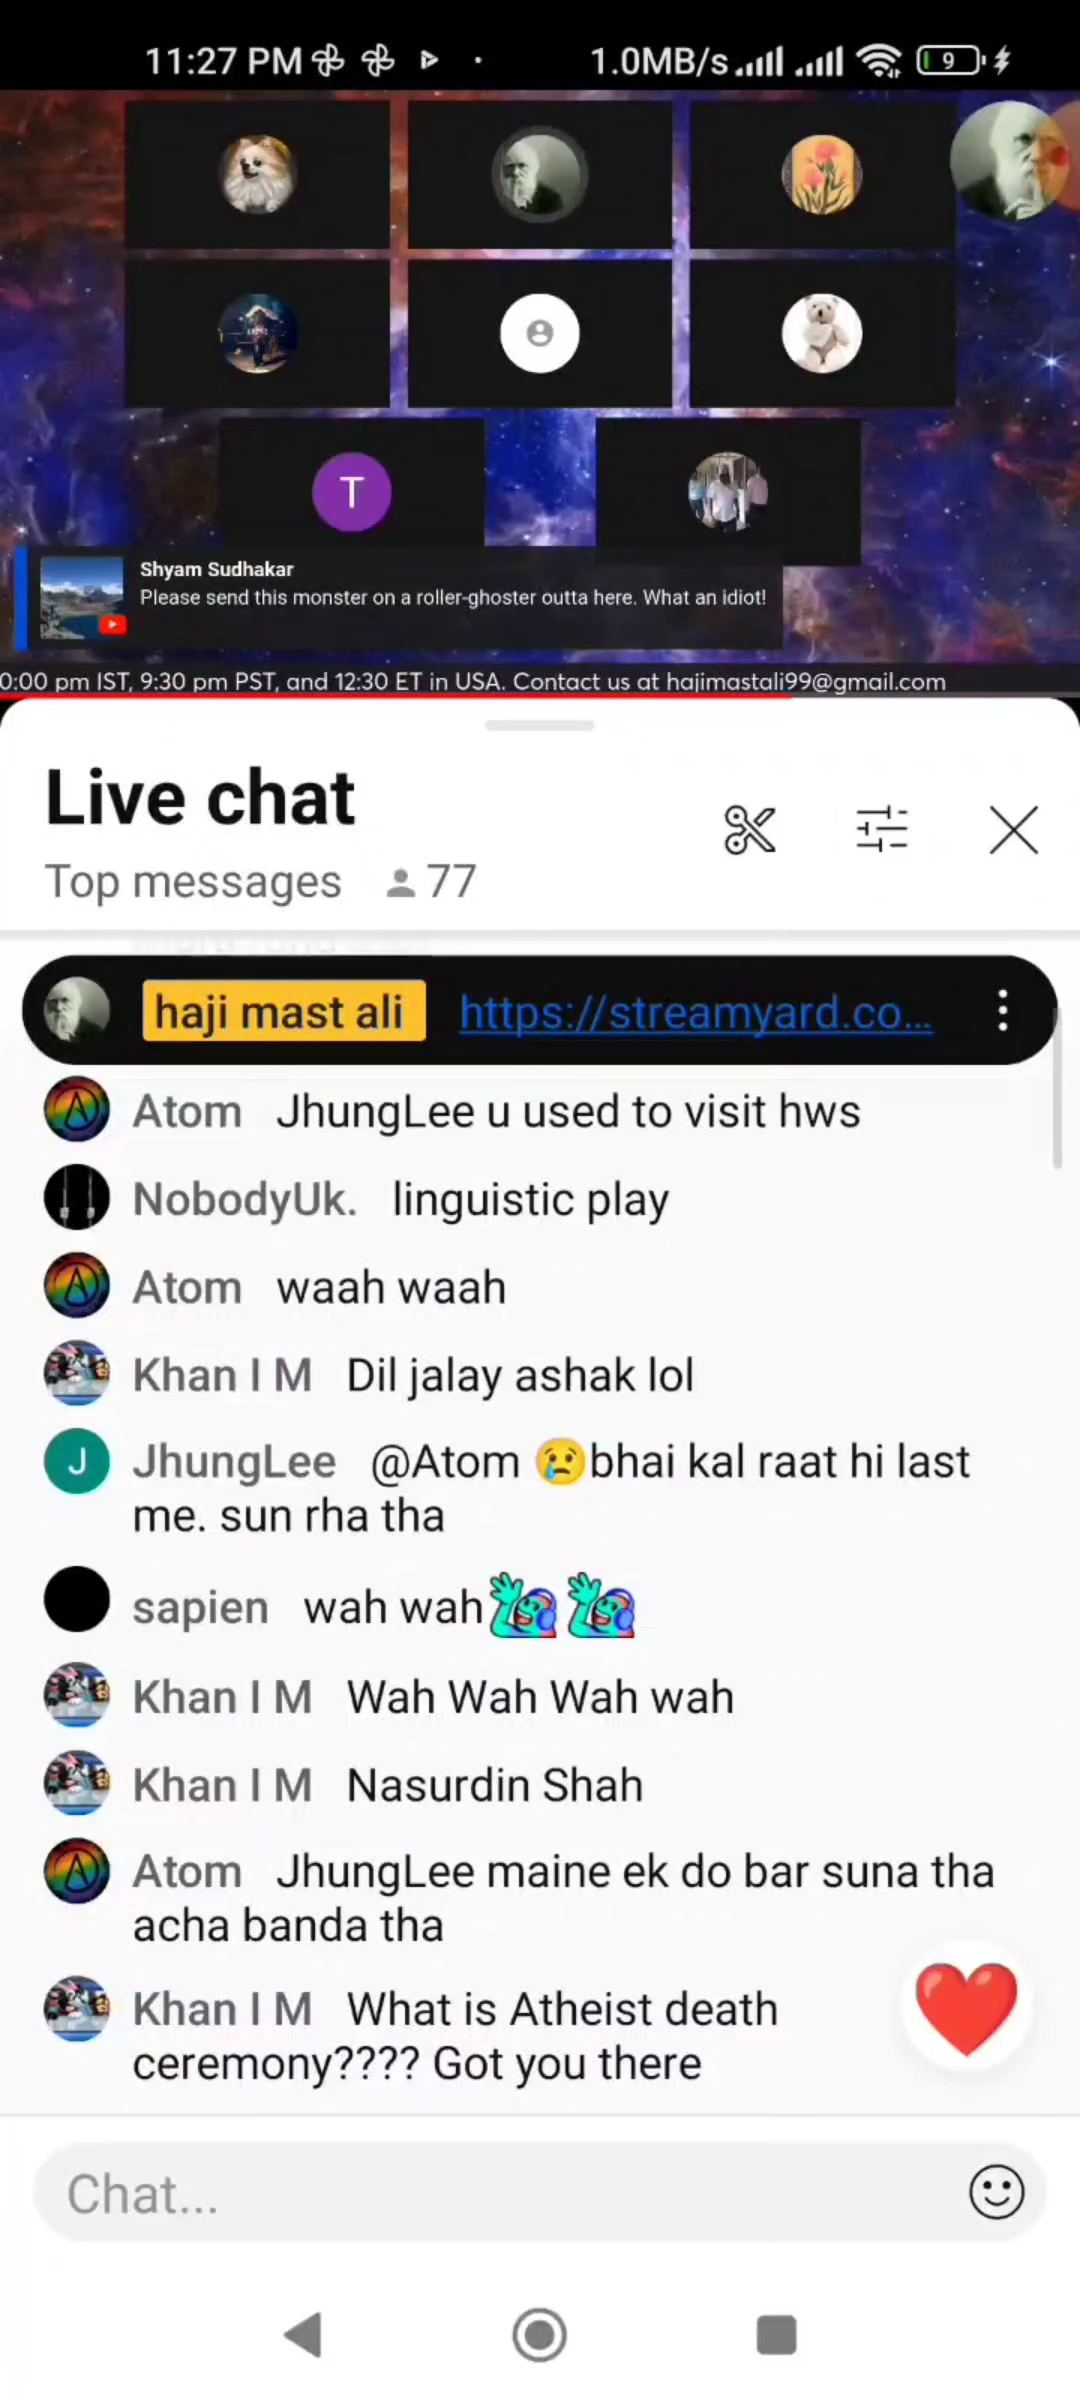 11:27 PM
1.0MB/s
9
T
Shyam Sudhakar
Please send this monster on a roller-ghoster outta here. What an idiot!
0:00 pm IST, 9:30 pm PST, and 12:30 ET in USA. Contact us at hajimastali99@gmail.com
Live chat
Top messages 77
haji mast ali https://streamyard.co...
Atom JhungLee u used to visit hws
NobodyUk. linguistic play
Atom waah waah
Khan I M Dil jalay ashak lol
J
JhungLee @Atom 😢bhai kal raat hi last
me. sun rha tha
sapien wah wah
Khan I M Wah Wah Wah wah
Khan I M Nasurdin Shah
Atom JhungLee maine ek do bar suna tha
acha banda tha
Khan I M What is Atheist death
ceremony???? Got you there
Chat...